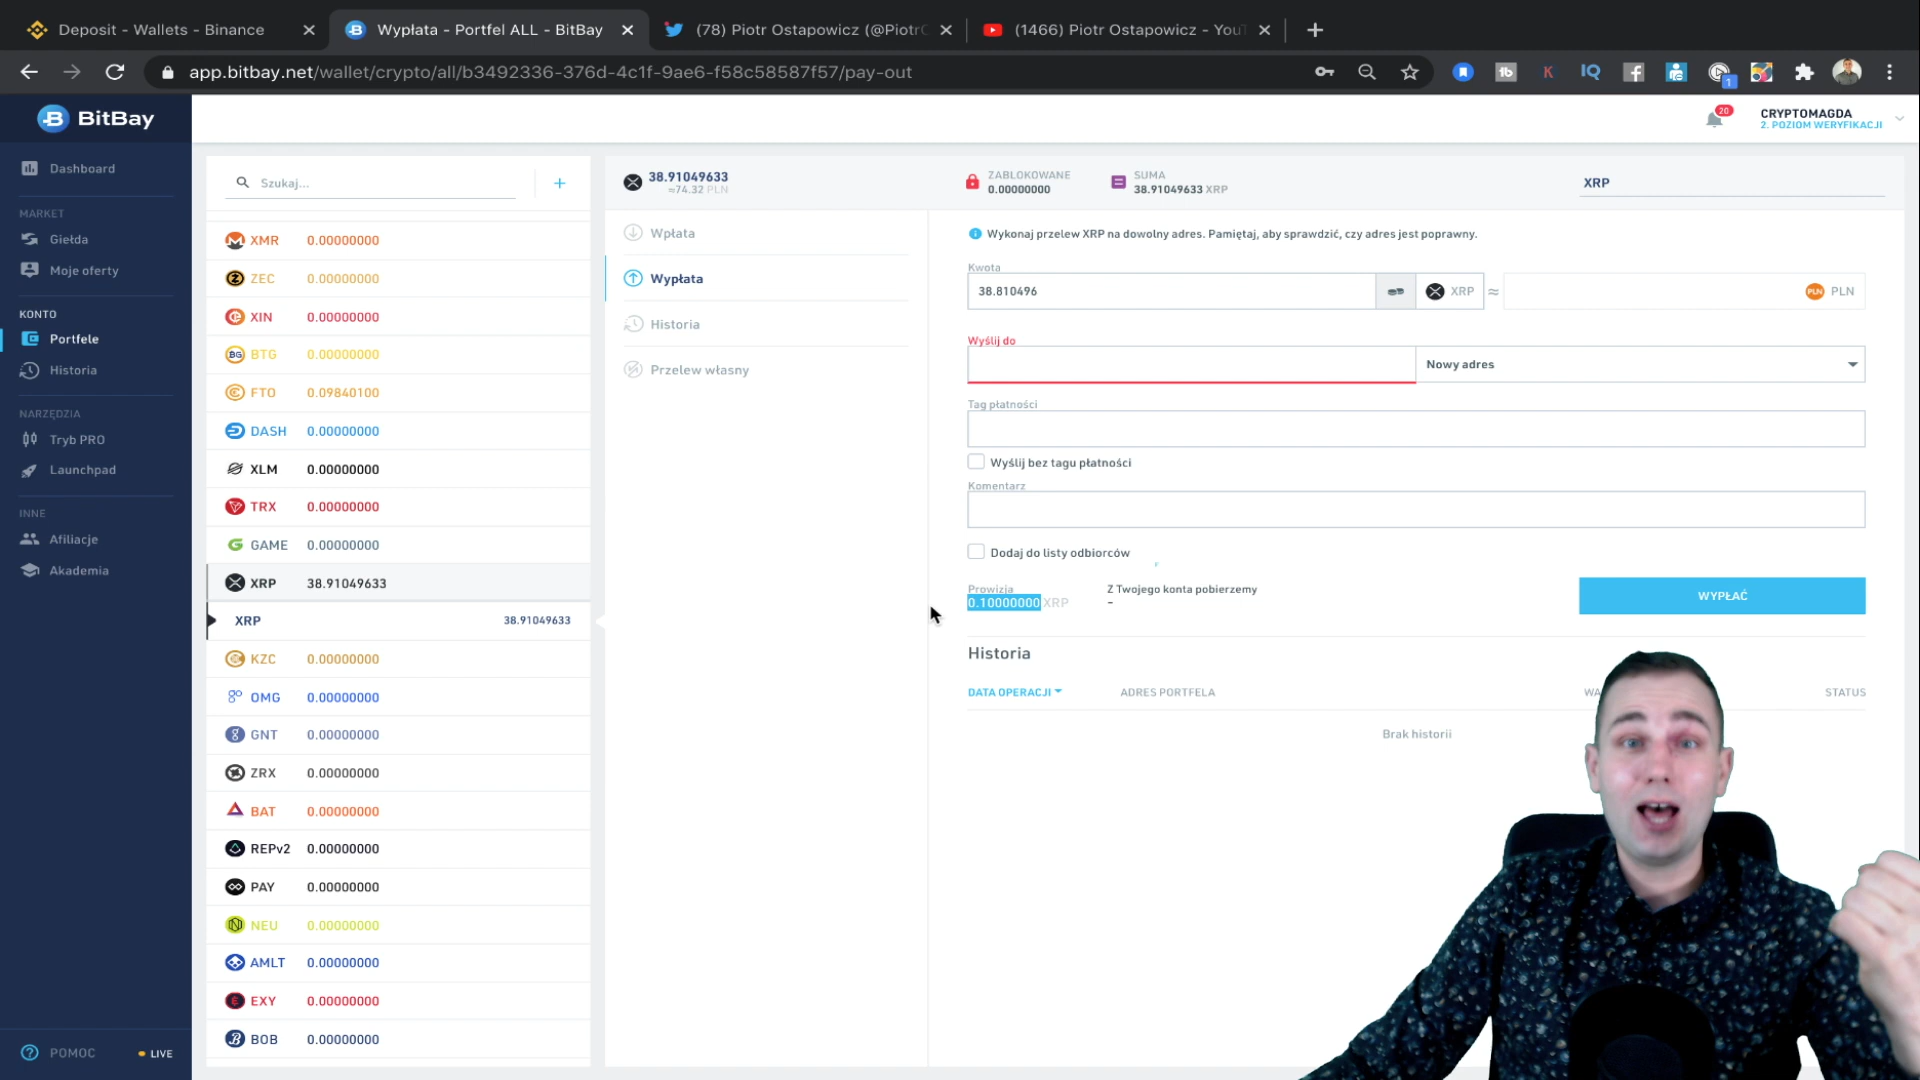 Deposit - Wallets - Binance
Wypłata - Portfel ALL - BitBay
(78) Piotr Ostapowicz (@PiotrO
(1466) Piotr Ostapowicz - YouT
app.bitbay.net/wallet/crypto/all/b3492336-376d-4c1f-9ae6-f58c58587f57/pay-out
tb
K
IQ
1
BitBay
20
CRYPTOMAGDA
2. POZIOM WERYFIKACJI
Dashboard
MARKET
Giełda
Moje oferty
KONTO
Portfele
Historia
NARZĘDZIA
Tryb PRO
Launchpad
INNE
Afiliacje
Akademia
POMOC
LIVE
Szukaj...
XMR 0.00000000
ZEC 0.00000000
XIN 0.00000000
BTG 0.00000000
FTO 0.09840100
DASH 0.00000000
XLM 0.00000000
TRX 0.00000000
GAME 0.00000000
XRP 38.91049633
XRP 38.91049633
KZC 0.00000000
OMG 0.00000000
GNT 0.00000000
ZRX 0.00000000
BAT 0.00000000
REPv2 0.00000000
PAY 0.00000000
NEU 0.00000000
AMLT 0.00000000
EXY 0.00000000
BOB 0.00000000
38.91049633
≈74.32 PLN
ZABLOKOWANE
0.00000000
SUMA
38.91049633 XRP
XRP
Wpłata
Wypłata
Historia
Przelew własny
Wykonaj przelew XRP na dowolny adres. Pamiętaj, aby sprawdzić, czy adres jest poprawny.
Kwota
38.810496
XRP
≈
PLN PLN
Wyślij do
Nowy adres
Tag płatności
Wyślij bez tagu płatności
Komentarz
Dodaj do listy odbiorców
Prowizja
0.10000000 XRP
Z Twojego konta pobierzemy
–
WYPŁAĆ
Historia
DATA OPERACJI
ADRES PORTFELA
WA
STATUS
Brak historii